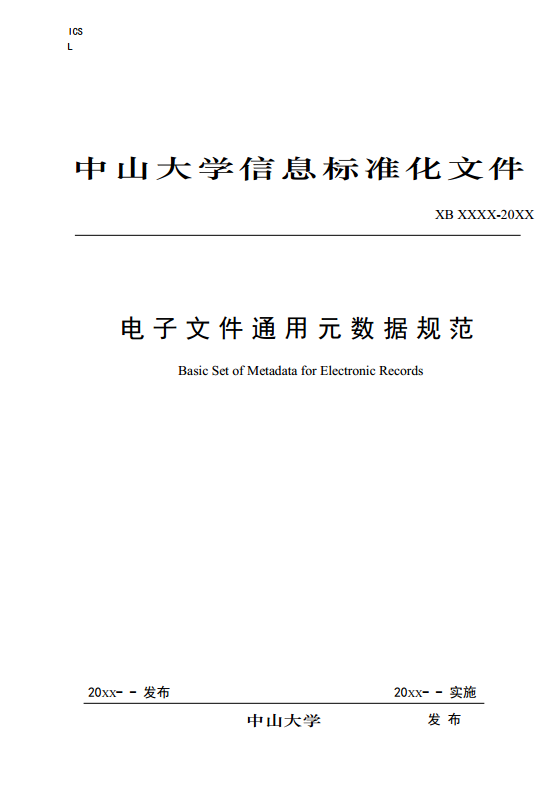 ICS
L
中山大学信息标准化文件
XB XXXX-20XX
电子文件通用元数据规范
Basic Set of Metadata for Electronic Records
20XX- - 发布 20XX- - 实施
中山大学 发 布